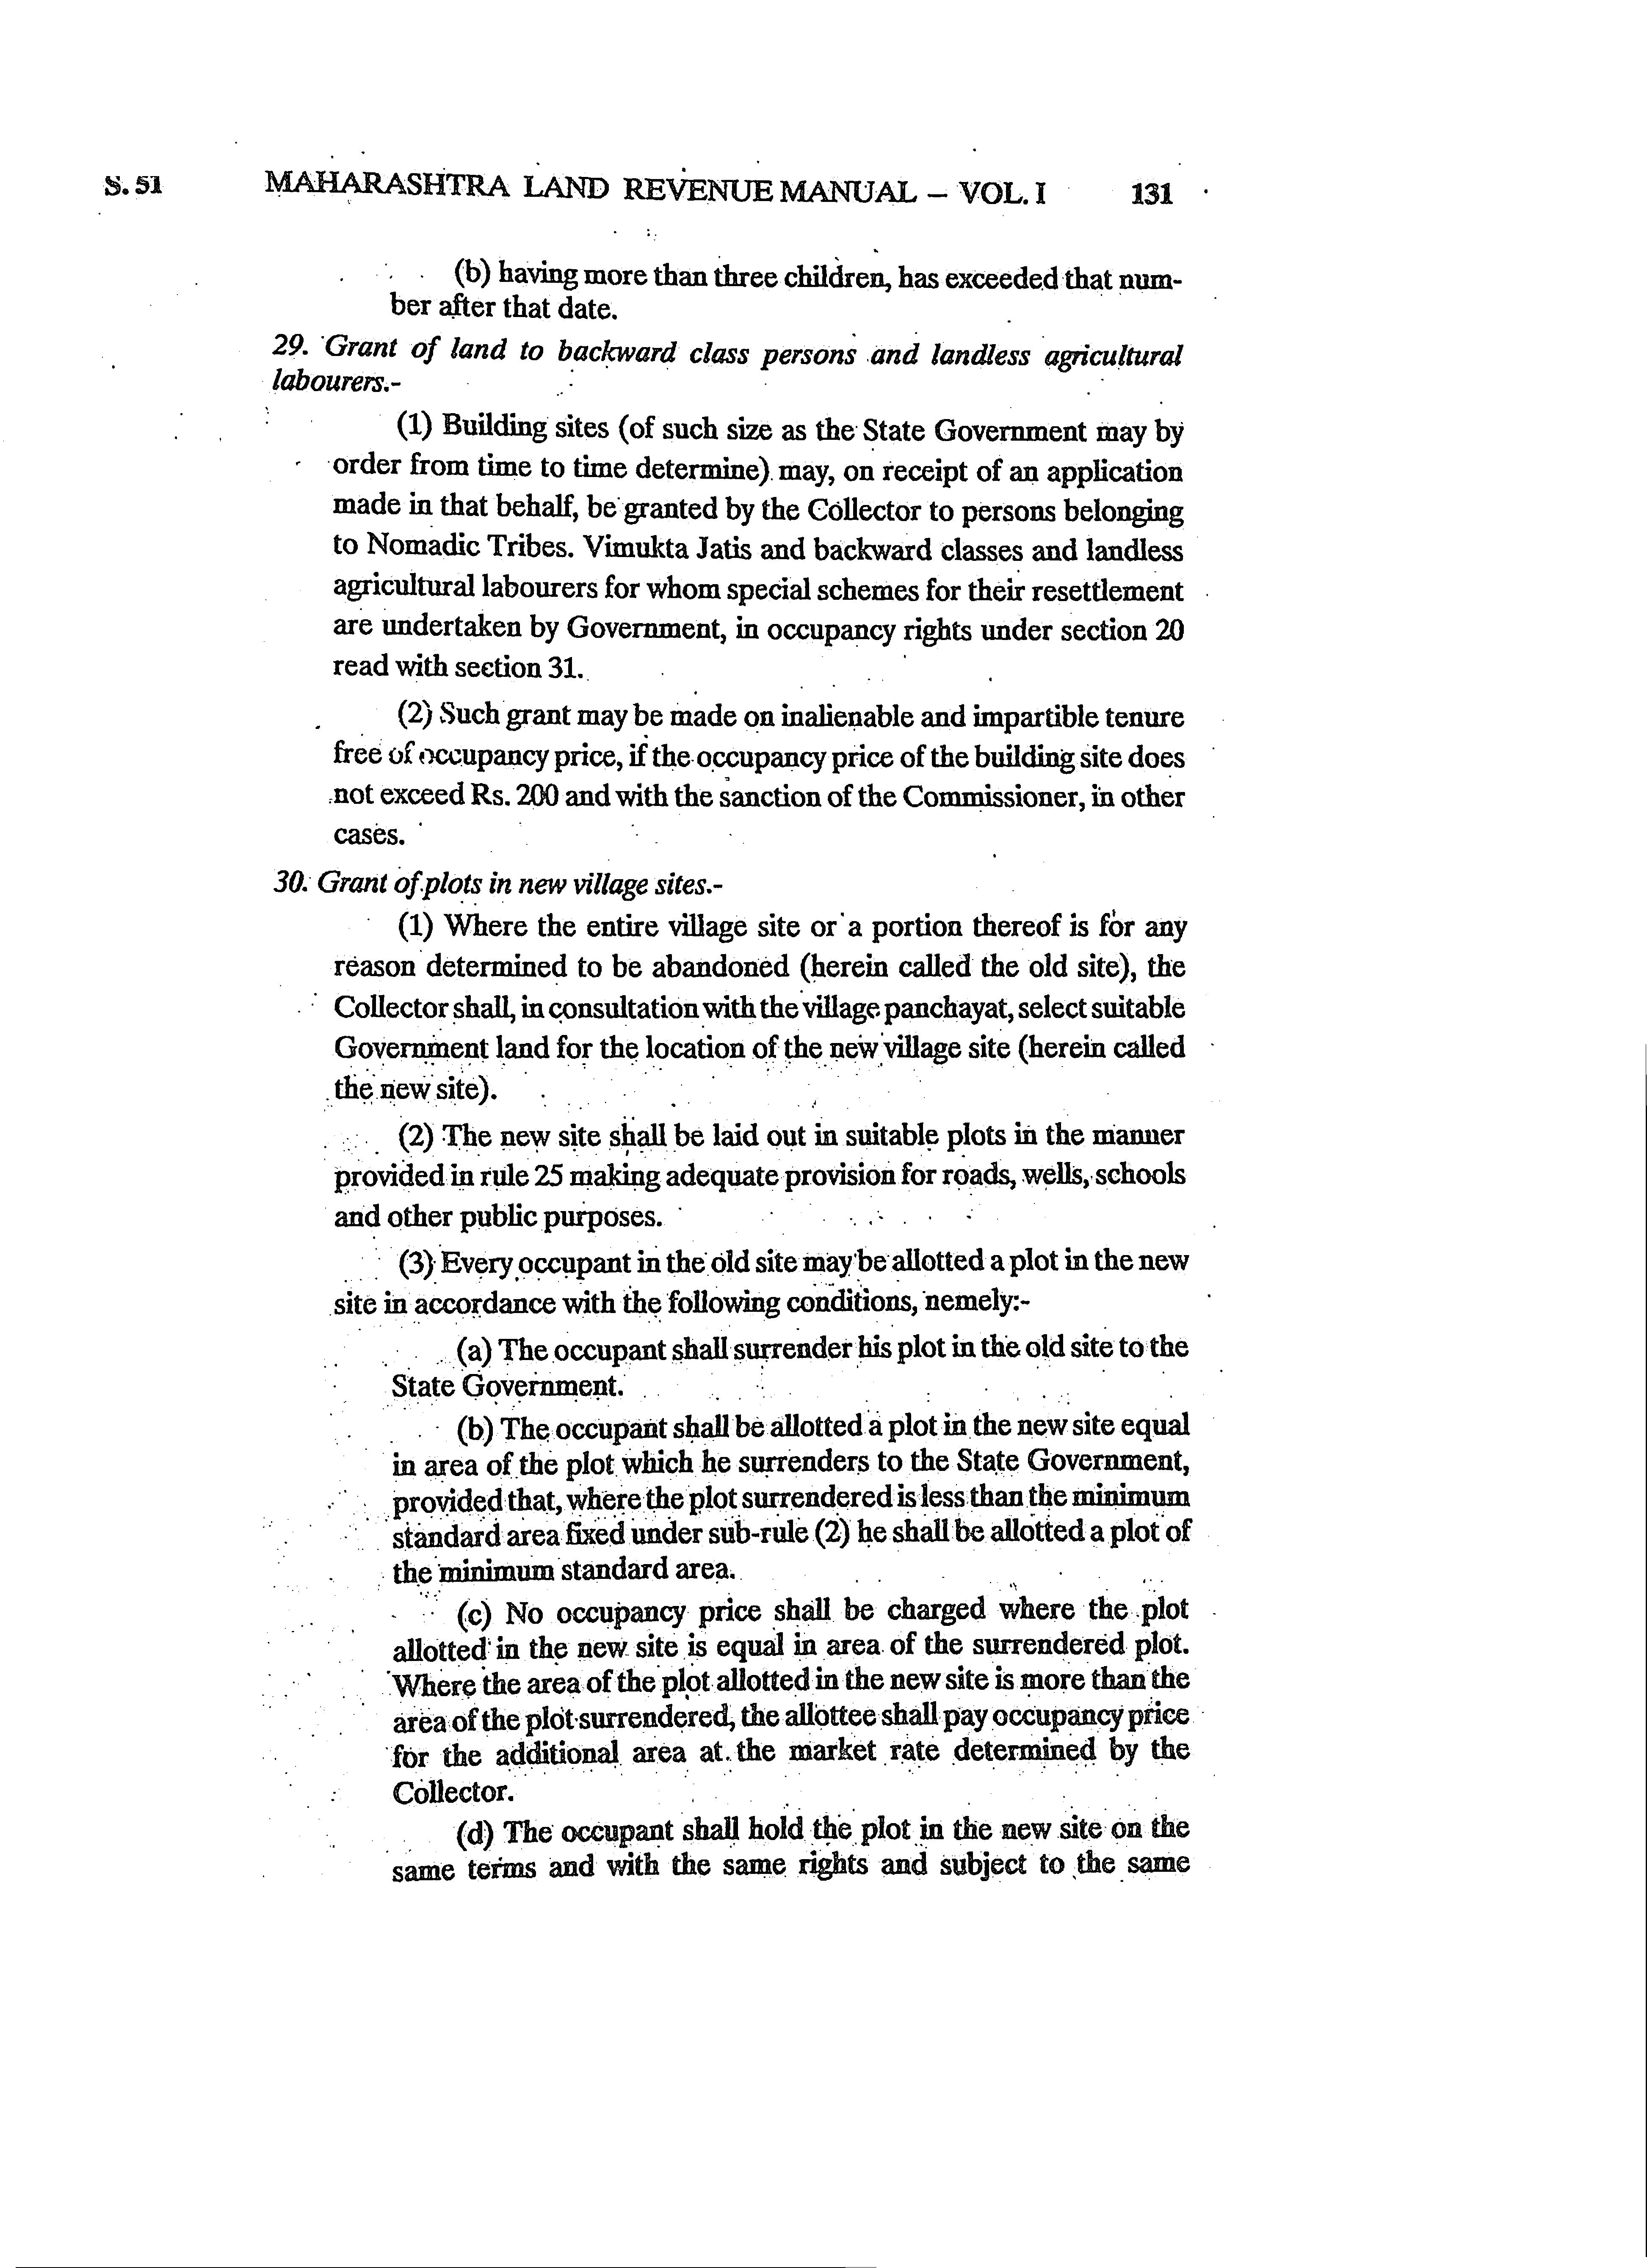 S. 51 MAHARASHTRA LAND REVENUE MANUAL – VOL. I 131
(b) having more than three children, has exceeded that num-
ber after that date.
29. Grant of land to backward class persons and landless agricultural
labourers.-
(1) Building sites (of such size as the State Government may by
order from time to time determine) may, on receipt of an application
made in that behalf, be granted by the Collector to persons belonging
to Nomadic Tribes. Vimukta Jatis and backward classes and landless
agricultural labourers for whom special schemes for their resettlement
are undertaken by Government, in occupancy rights under section 20
read with section 31.
(2) Such grant may be made on inalienable and impartible tenure
free of occupancy price, if the occupancy price of the building site does
not exceed Rs. 200 and with the sanction of the Commissioner, in other
cases.
30. Grant of plots in new village sites.-
(1) Where the entire village site or a portion thereof is for any
reason determined to be abandoned (herein called the old site), the
Collector shall, in consultation with the village panchayat, select suitable
Government land for the location of the new village site (herein called
the new site).
(2) The new site shall be laid out in suitable plots in the manner
provided in rule 25 making adequate provision for roads, wells, schools
and other public purposes.
(3) Every occupant in the old site may be allotted a plot in the new
site in accordance with the following conditions, nemely:-
(a) The occupant shall surrender his plot in the old site to the
State Government.
(b) The occupant shall be allotted a plot in the new site equal
in area of the plot which he surrenders to the State Government,
provided that, where the plot surrendered is less than the minimum
standard area fixed under sub-rule (2) he shall be allotted a plot of
the minimum standard area.
(c) No occupancy price shall be charged where the plot
allotted in the new site is equal in area of the surrendered plot.
Where the area of the plot allotted in the new site is more than the
area of the plot surrendered, the allottee shall pay occupancy price
for the additional area at the market rate determined by the
Collector.
(d) The occupant shall hold the plot in the new site on the
same terms and with the same rights and subject to the same